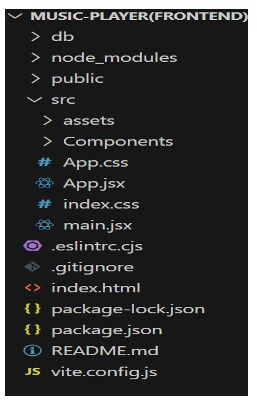 MUSIC-PLAYER(FRONTEND)
db
node_modules
public
src
assets
Components
# App.css
App.jsx
# index.css
main.jsx
.eslintrc.cjs
.gitignore
<> index.html
{} package-lock.json
{} package.json
README.md
JS vite.config.js